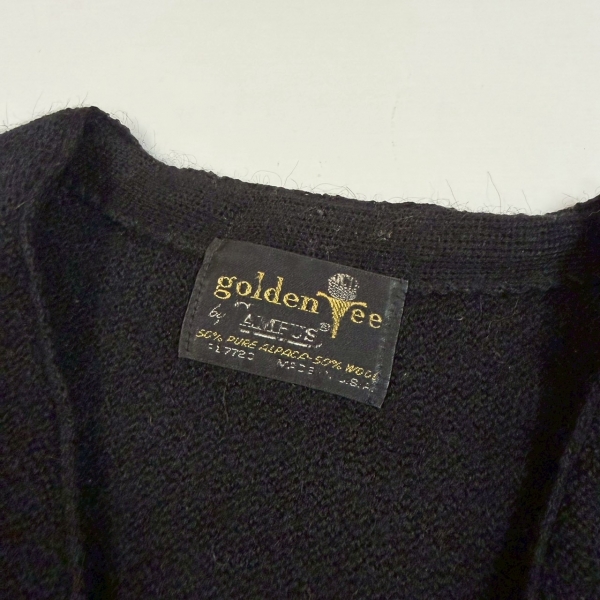 golden Tee
by CAMPUS®
50% PURE ALPACA-50% WOOL
MADE IN U.S.A.